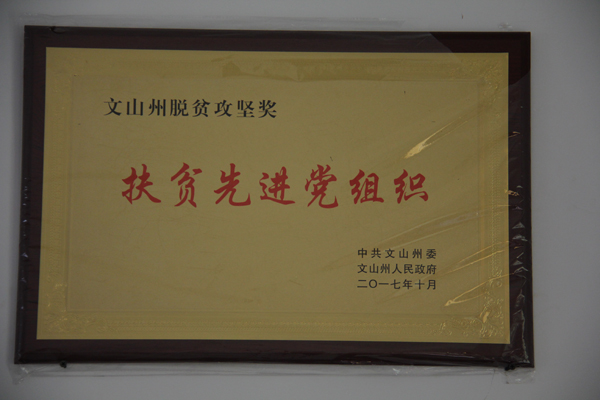 文山州脱贫攻坚奖
扶贫先进党组织
中共文山州委
文山州人民政府
二〇一七年十月